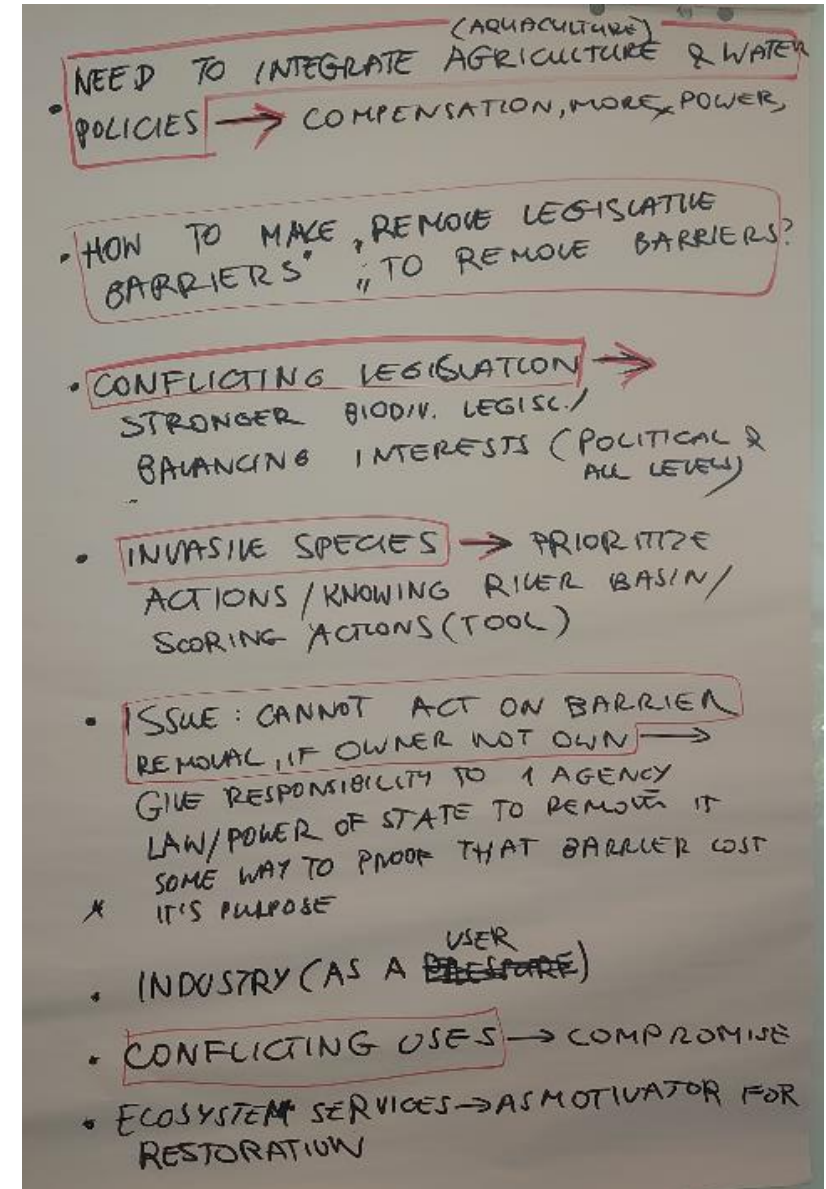 (AQUACULTURE)
• NEED TO INTEGRATE AGRICULTURE & WATER
POLICIES → COMPENSATION, MORE POWER,
• HOW TO MAKE „REMOVE LEGISLATIVE
BARRIERS" „TO REMOVE BARRIERS?
• CONFLICTING LEGISLATION →
STRONGER BIODIV. LEGISL./
BALANCING INTERESTS (POLITICAL &
ALL LEVELS)
• INVASIVE SPECIES → PRIORITIZE
ACTIONS / KNOWING RIVER BASIN /
SCORING ACTIONS (TOOL)
• ISSUE: CANNOT ACT ON BARRIER
REMOVAL, IF OWNER NOT OWN →
GIVE RESPONSIBILITY TO 1 AGENCY
LAW/POWER OF STATE TO REMOVE IT
SOME WAY TO PROOF THAT BARRIER LOST
* IT'S PURPOSE
USER
• INDUSTRY (AS A PRESSURE)
• CONFLICTING USES → COMPROMISE
• ECOSYSTEM SERVICES → AS MOTIVATOR FOR
RESTORATION